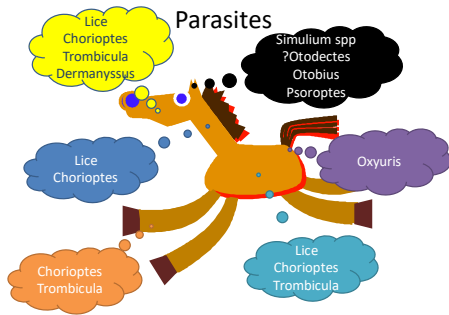 Parasites
Lice
Chorioptes
Trombicula
Dermanyssus
Simulium spp
?Otodectes
Otobius
Psoroptes
Lice
Chorioptes
Oxyuris
Chorioptes
Trombicula
Lice
Chorioptes
Trombicula